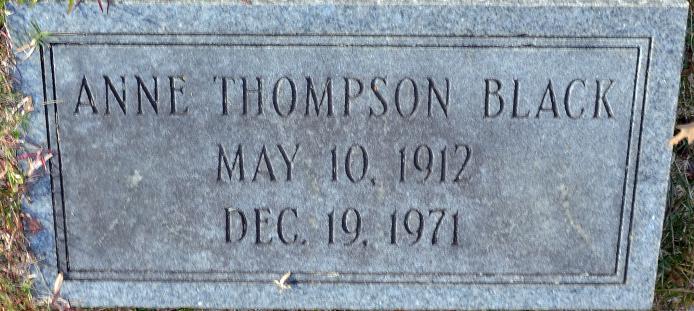 ANNE THOMPSON BLACK
MAY 10, 1912
DEC. 19, 1971